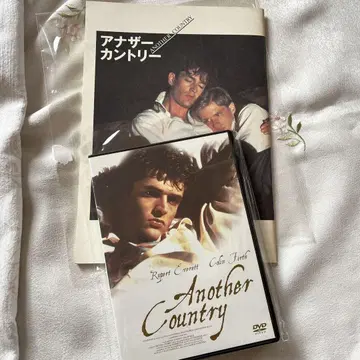 アナザー
カントリー
ANOTHER COUNTRY
Rupert Everett Colin Firth
Another
Country
DVD